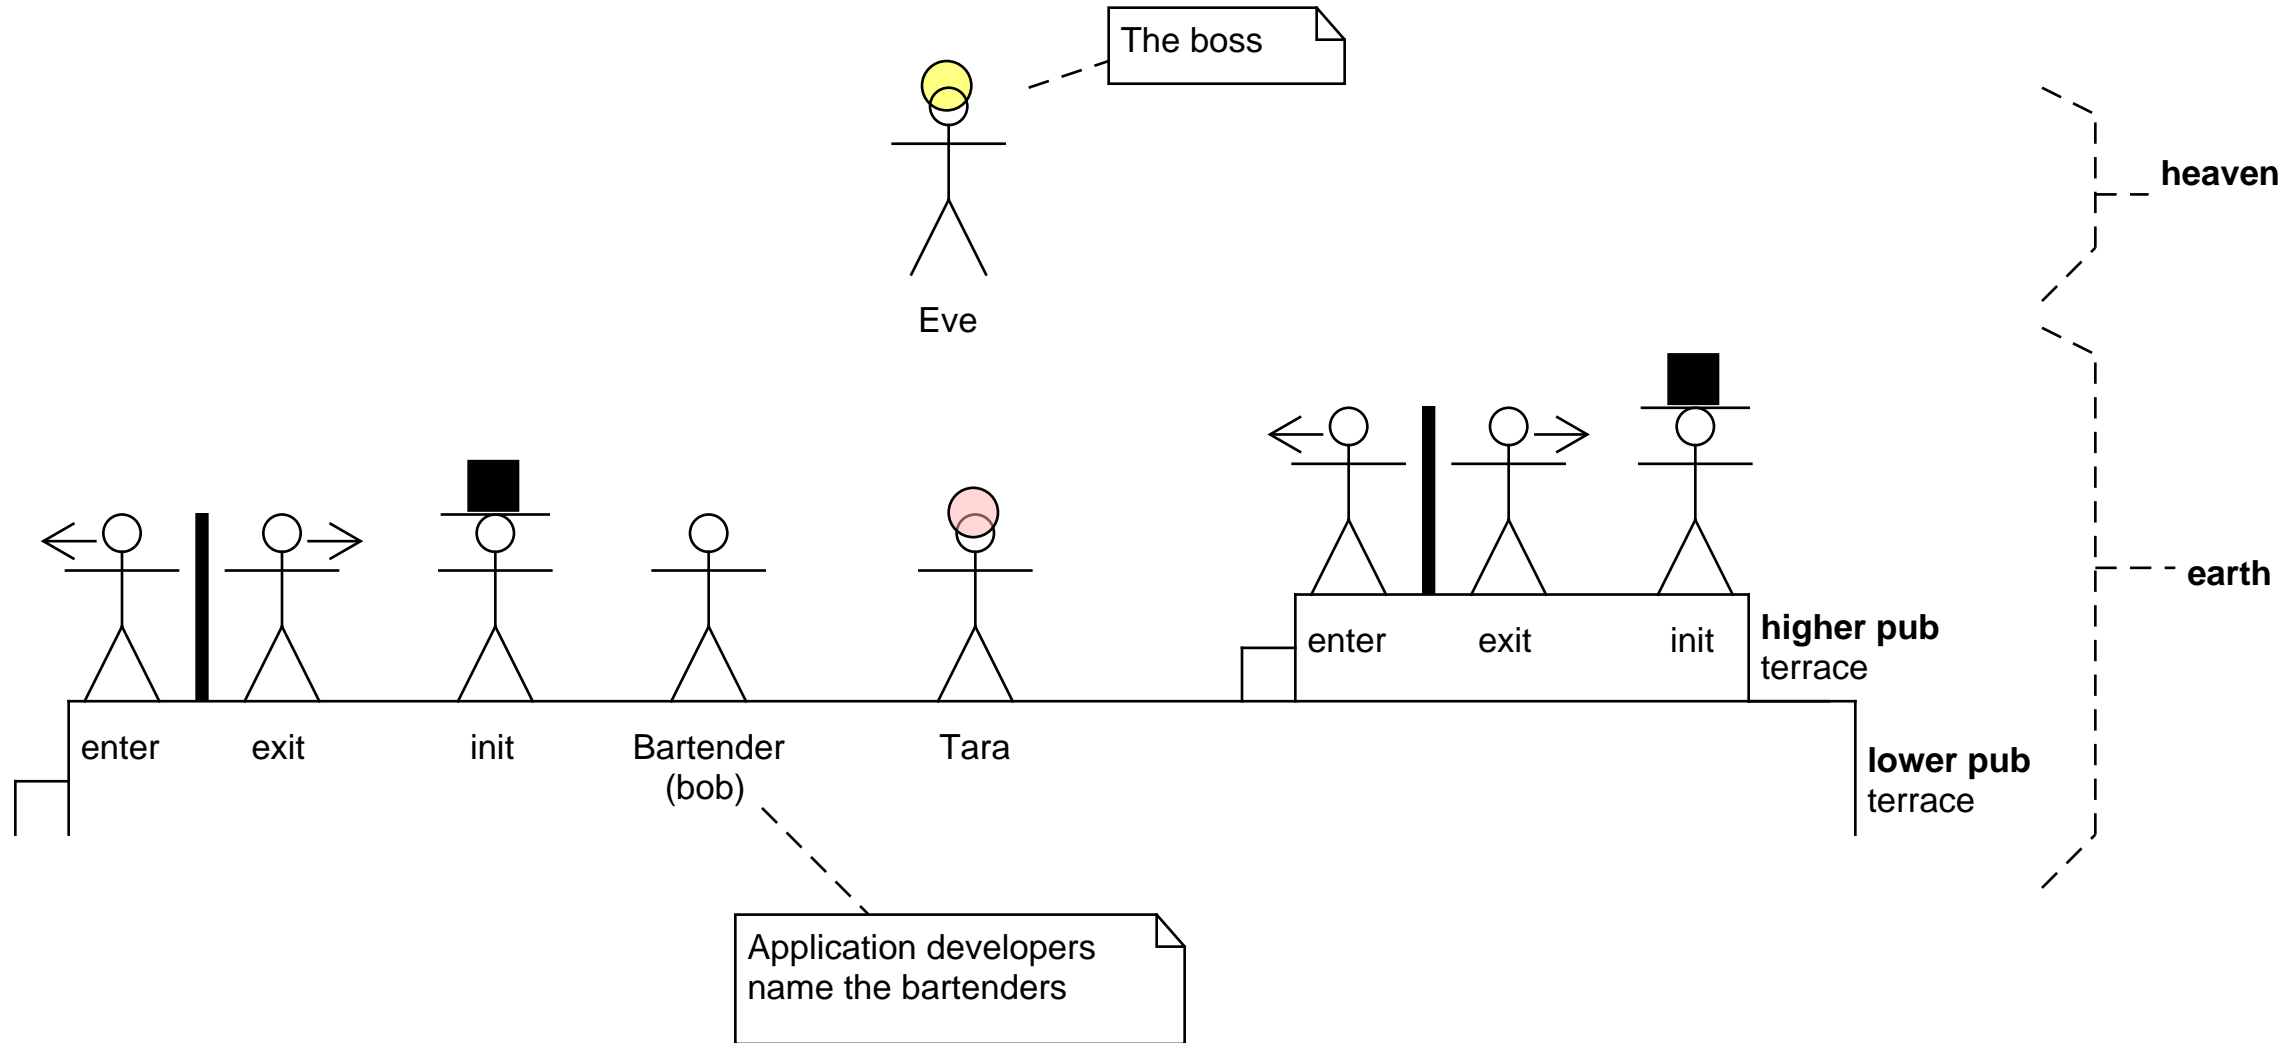 The boss
heaven
Eve
earth
enter
exit
init
higher pub
terrace
enter
exit
init
Bartender
(bob)
Tara
lower pub
terrace
Application developers
name the bartenders